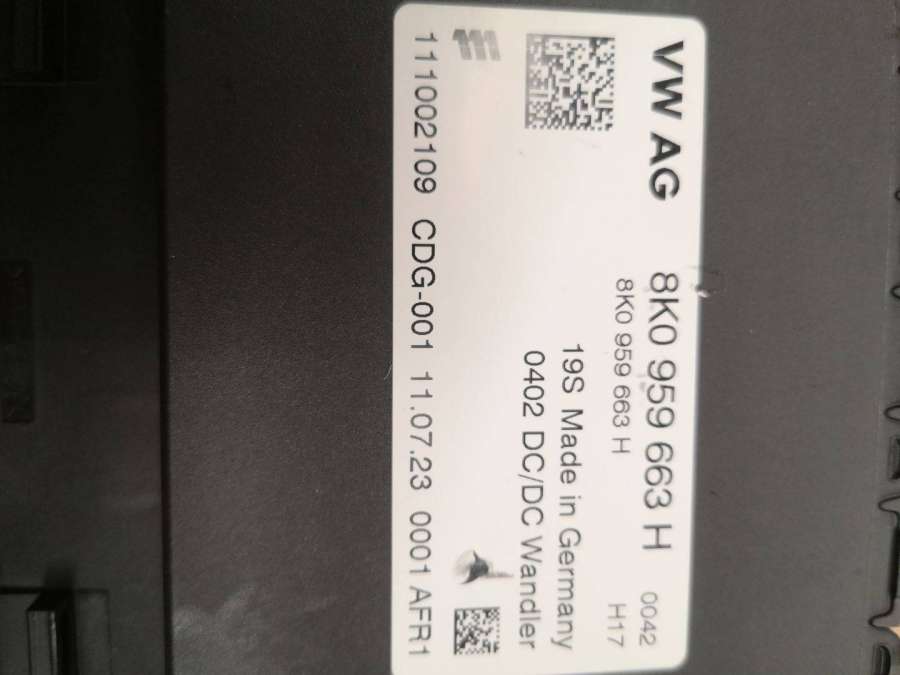 VW AG 8K0 959 663 H 0042
8K0 959 663 H H17
19S Made in Germany
0402 DC/DC Wandler
111002109 CDG-001 11.07.23 0001 AFR1